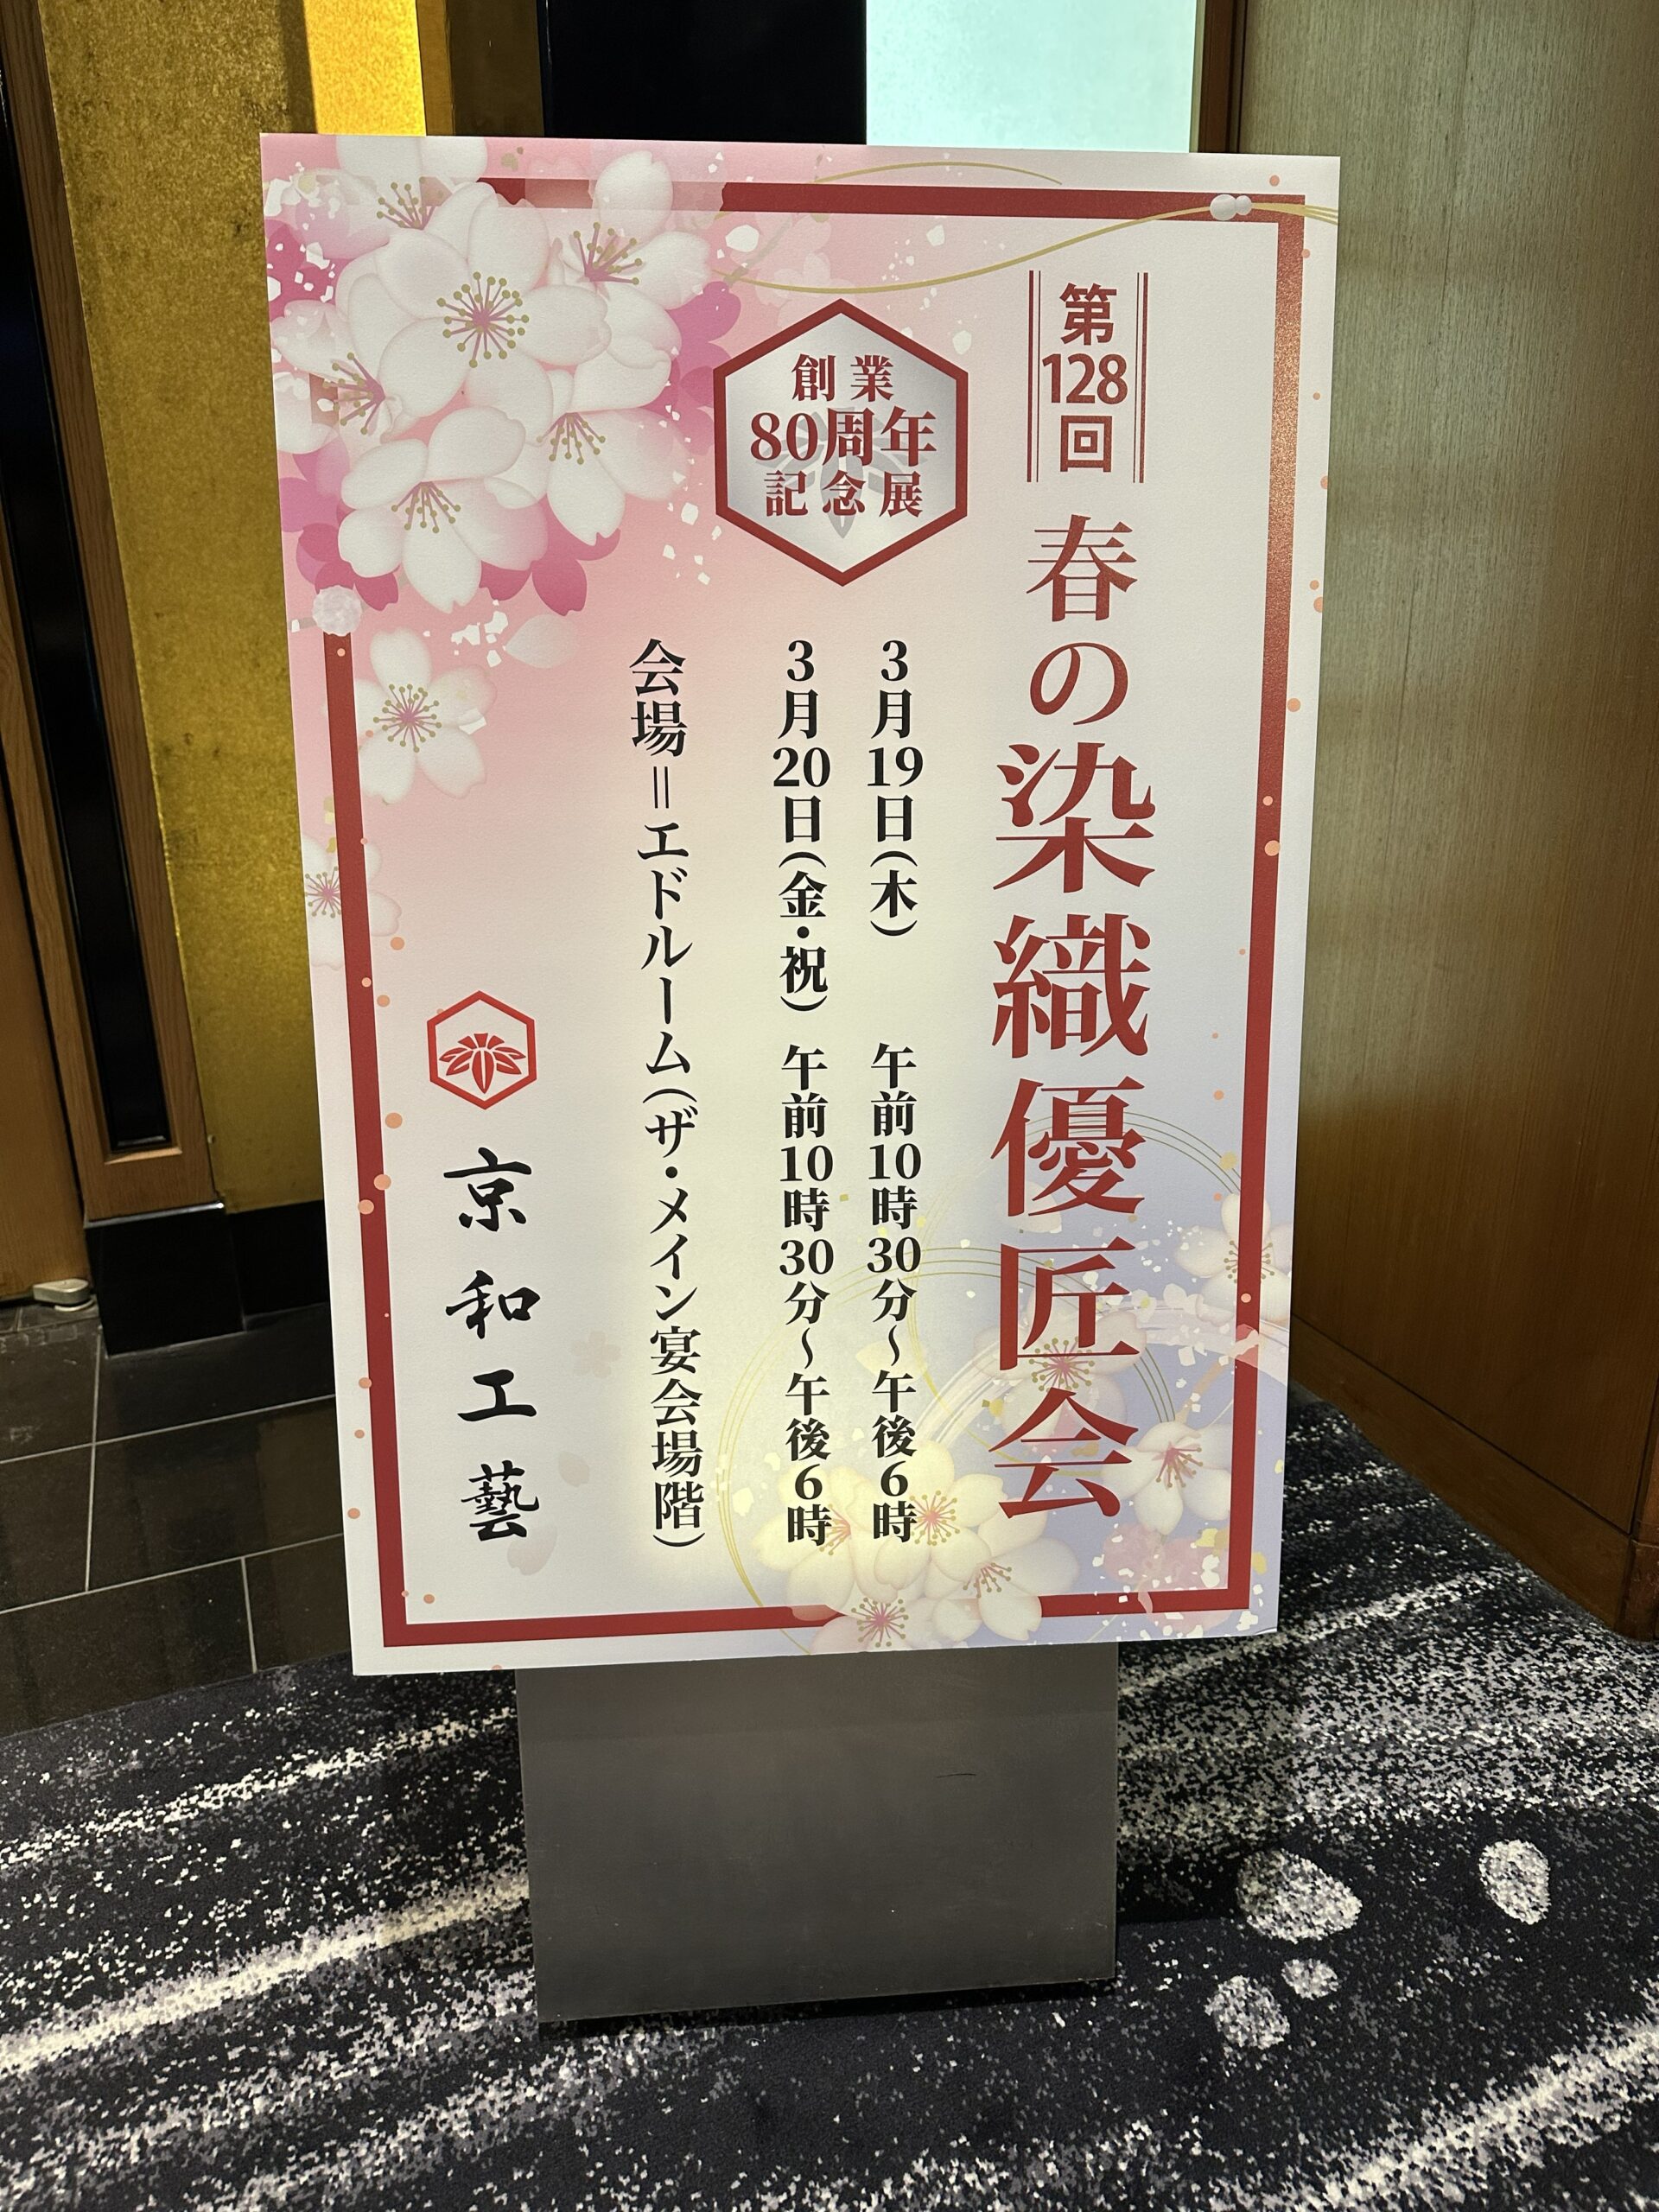 第128回
春の染織優匠会
創業
80周年
記念展
3月19日(木) 午前10時30分～午後6時
3月20日(金・祝) 午前10時30分～午後6時
会場＝エドルーム(ザ・メイン宴会場階)
京和工藝